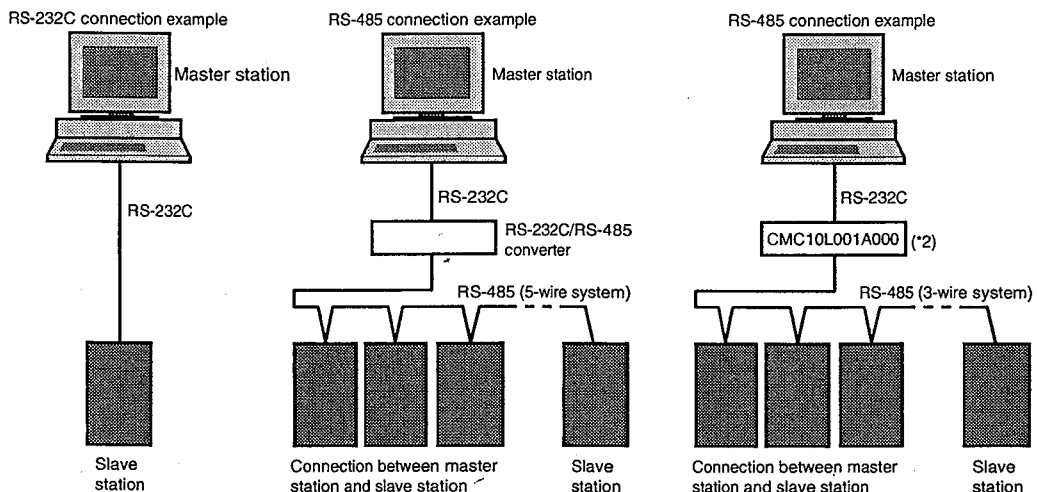 RS-232C connection example
Master station
RS-232C
Slave
station
RS-485 connection example
Master station
RS-232C
RS-232C/RS-485
converter
RS-485 (5-wire system)
Connection between master
station and slave station
Slave
station
RS-485 connection example
Master station
RS-232C
CMC10L001A000 (*2)
RS-485 (3-wire system)
Connection between master
station and slave station
Slave
station